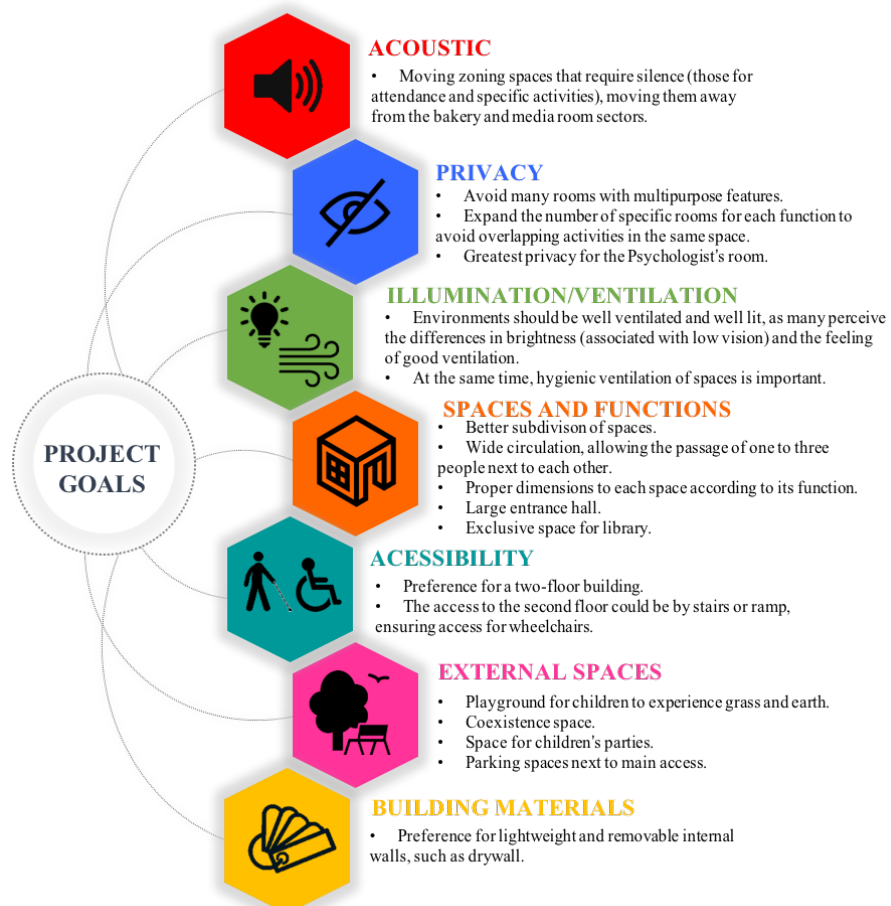 ACOUSTIC
• Moving zoning spaces that require silence (those for
attendance and specific activities), moving them away
from the bakery and media room sectors.
PRIVACY
• Avoid many rooms with multipurpose features.
• Expand the number of specific rooms for each function to
avoid overlapping activities in the same space.
• Greatest privacy for the Psychologist's room.
ILLUMINATION/VENTILATION
• Environments should be well ventilated and well lit, as many perceive
the differences in brightness (associated with low vision) and the feeling
of good ventilation.
• At the same time, hygienic ventilation of spaces is important.
PROJECT
GOALS
SPACES AND FUNCTIONS
• Better subdivison of spaces.
• Wide circulation, allowing the passage of one to three
people next to each other.
• Proper dimensions to each space according to its function.
• Large entrance hall.
• Exclusive space for library.
ACESSIBILITY
• Preference for a two-floor building.
• The access to the second floor could be by stairs or ramp,
ensuring access for wheelchairs.
EXTERNAL SPACES
• Playground for children to experience grass and earth.
• Coexistence space.
• Space for children's parties.
• Parking spaces next to main access.
BUILDING MATERIALS
• Preference for lightweight and removable internal
walls, such as drywall.